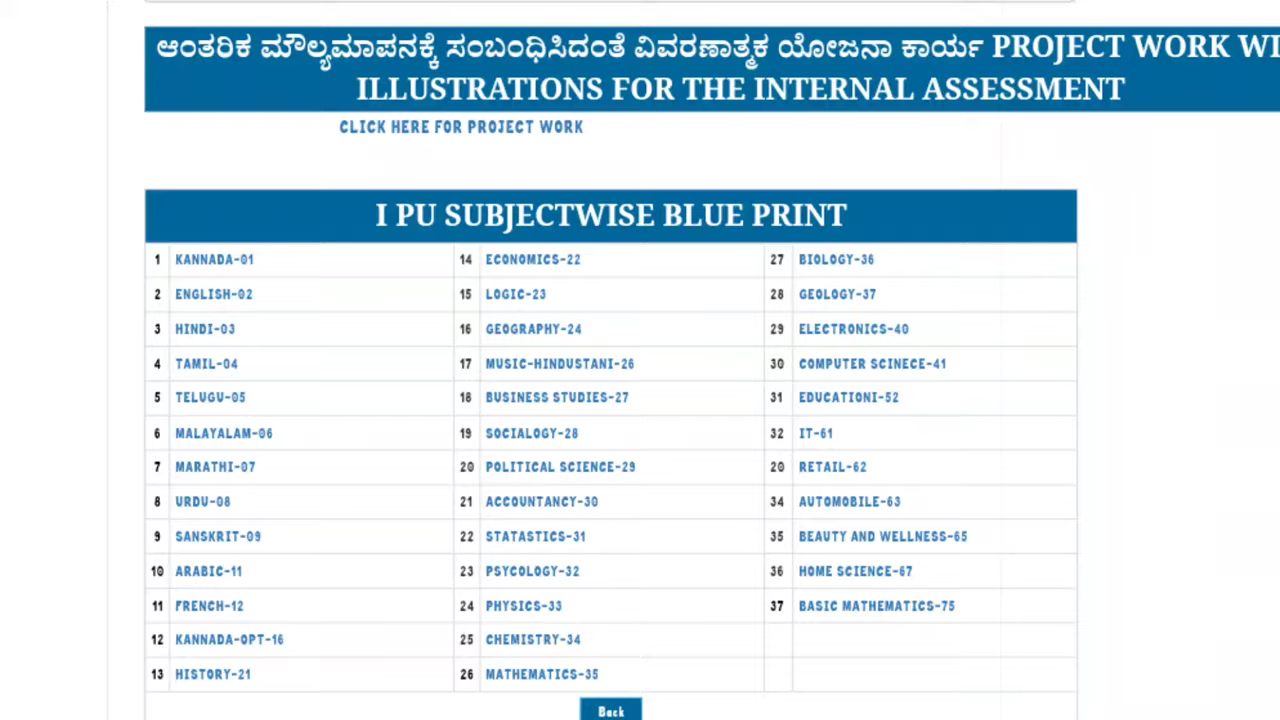 ಆಂತರಿಕ ಮೌಲ್ಯಮಾಪನಕ್ಕೆ ಸಂಬಂಧಿಸಿದಂತೆ ವಿವರಣಾತ್ಮಕ ಯೋಜನಾ ಕಾರ್ಯ PROJECT WORK WI
ILLUSTRATIONS FOR THE INTERNAL ASSESSMENT
CLICK HERE FOR PROJECT WORK
I PU SUBJECTWISE BLUE PRINT
1 KANNADA-01 14 ECONOMICS-22 27 BIOLOGY-36
2 ENGLISH-02 15 LOGIC-23 28 GEOLOGY-37
3 HINDI-03 16 GEOGRAPHY-24 29 ELECTRONICS-40
4 TAMIL-04 17 MUSIC-HINDUSTANI-26 30 COMPUTER SCINECE-41
5 TELUGU-05 18 BUSINESS STUDIES-27 31 EDUCATIONI-52
6 MALAYALAM-06 19 SOCIALOGY-28 32 IT-61
7 MARATHI-07 20 POLITICAL SCIENCE-29 20 RETAIL-62
8 URDU-08 21 ACCOUNTANCY-30 34 AUTOMOBILE-63
9 SANSKRIT-09 22 STATASTICS-31 35 BEAUTY AND WELLNESS-65
10 ARABIC-11 23 PSYCOLOGY-32 36 HOME SCIENCE-67
11 FRENCH-12 24 PHYSICS-33 37 BASIC MATHEMATICS-75
12 KANNADA-OPT-16 25 CHEMISTRY-34
13 HISTORY-21 26 MATHEMATICS-35
Back